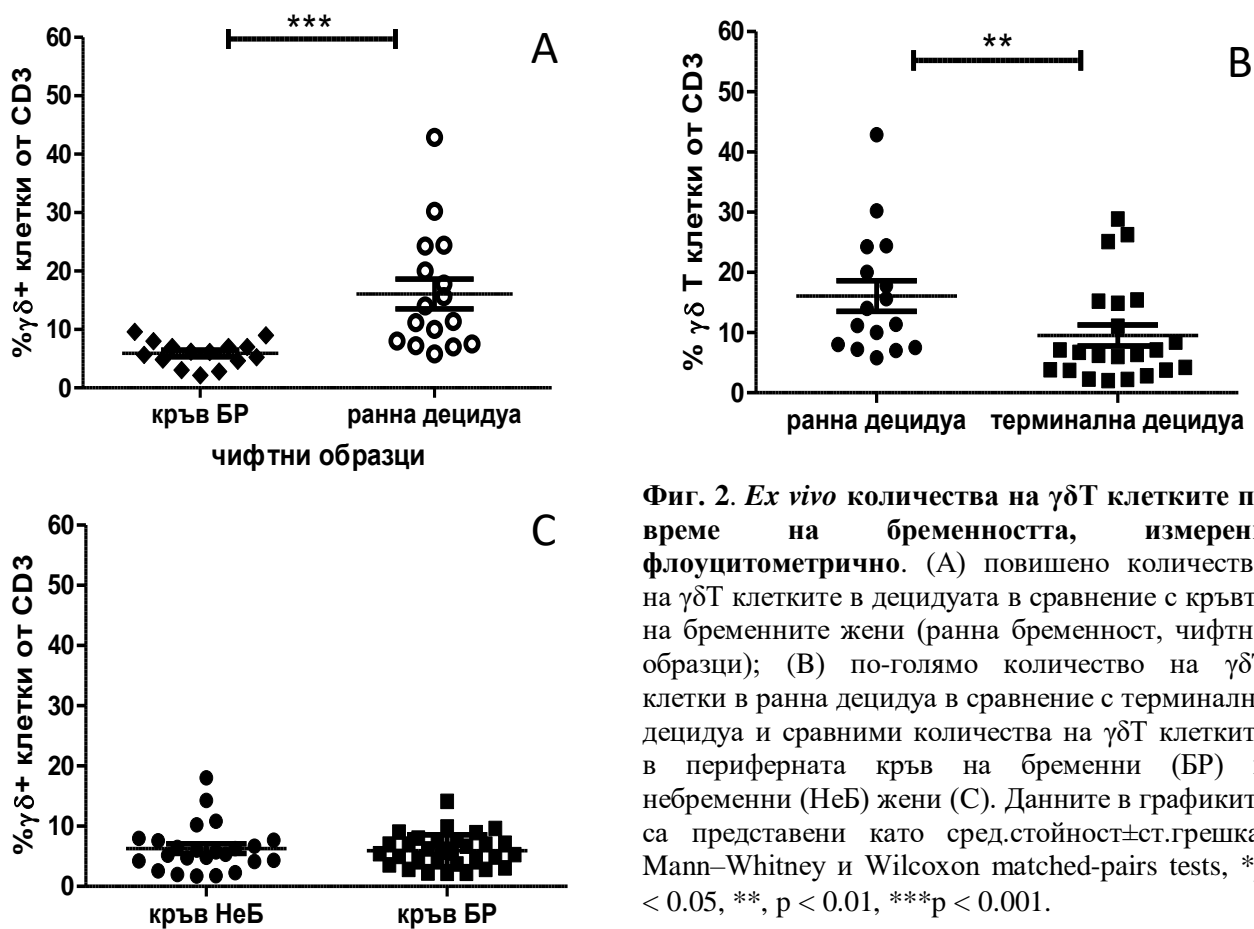 A
***
%γδ+ клетки от CD3
60
50
40
30
20
10
0
кръв БР
ранна децидуа
чифтни образци
B
**
% γδ T клетки от CD3
60
50
40
30
20
10
0
ранна децидуа
терминална децидуа
C
%γδ+ клетки от CD3
60
50
40
30
20
10
0
кръв НеБ
кръв БР
Фиг. 2. Ex vivo количества на γδT клетките п
време на бременността, измерен
флоуцитометрично. (A) повишено количеств
на γδT клетките в децидуата в сравнение с кръвт
на бременните жени (ранна бременност, чифтн
образци); (B) по-голямо количество на γδ
клетки в ранна децидуа в сравнение с терминалн
децидуа и сравними количества на γδT клеткит
в периферната кръв на бременни (БР)
небременни (НеБ) жени (C). Данните в графикит
са представени като сред.стойност±ст.грешка
Mann–Whitney и Wilcoxon matched-pairs tests, *
< 0.05, **, p < 0.01, ***p < 0.001.